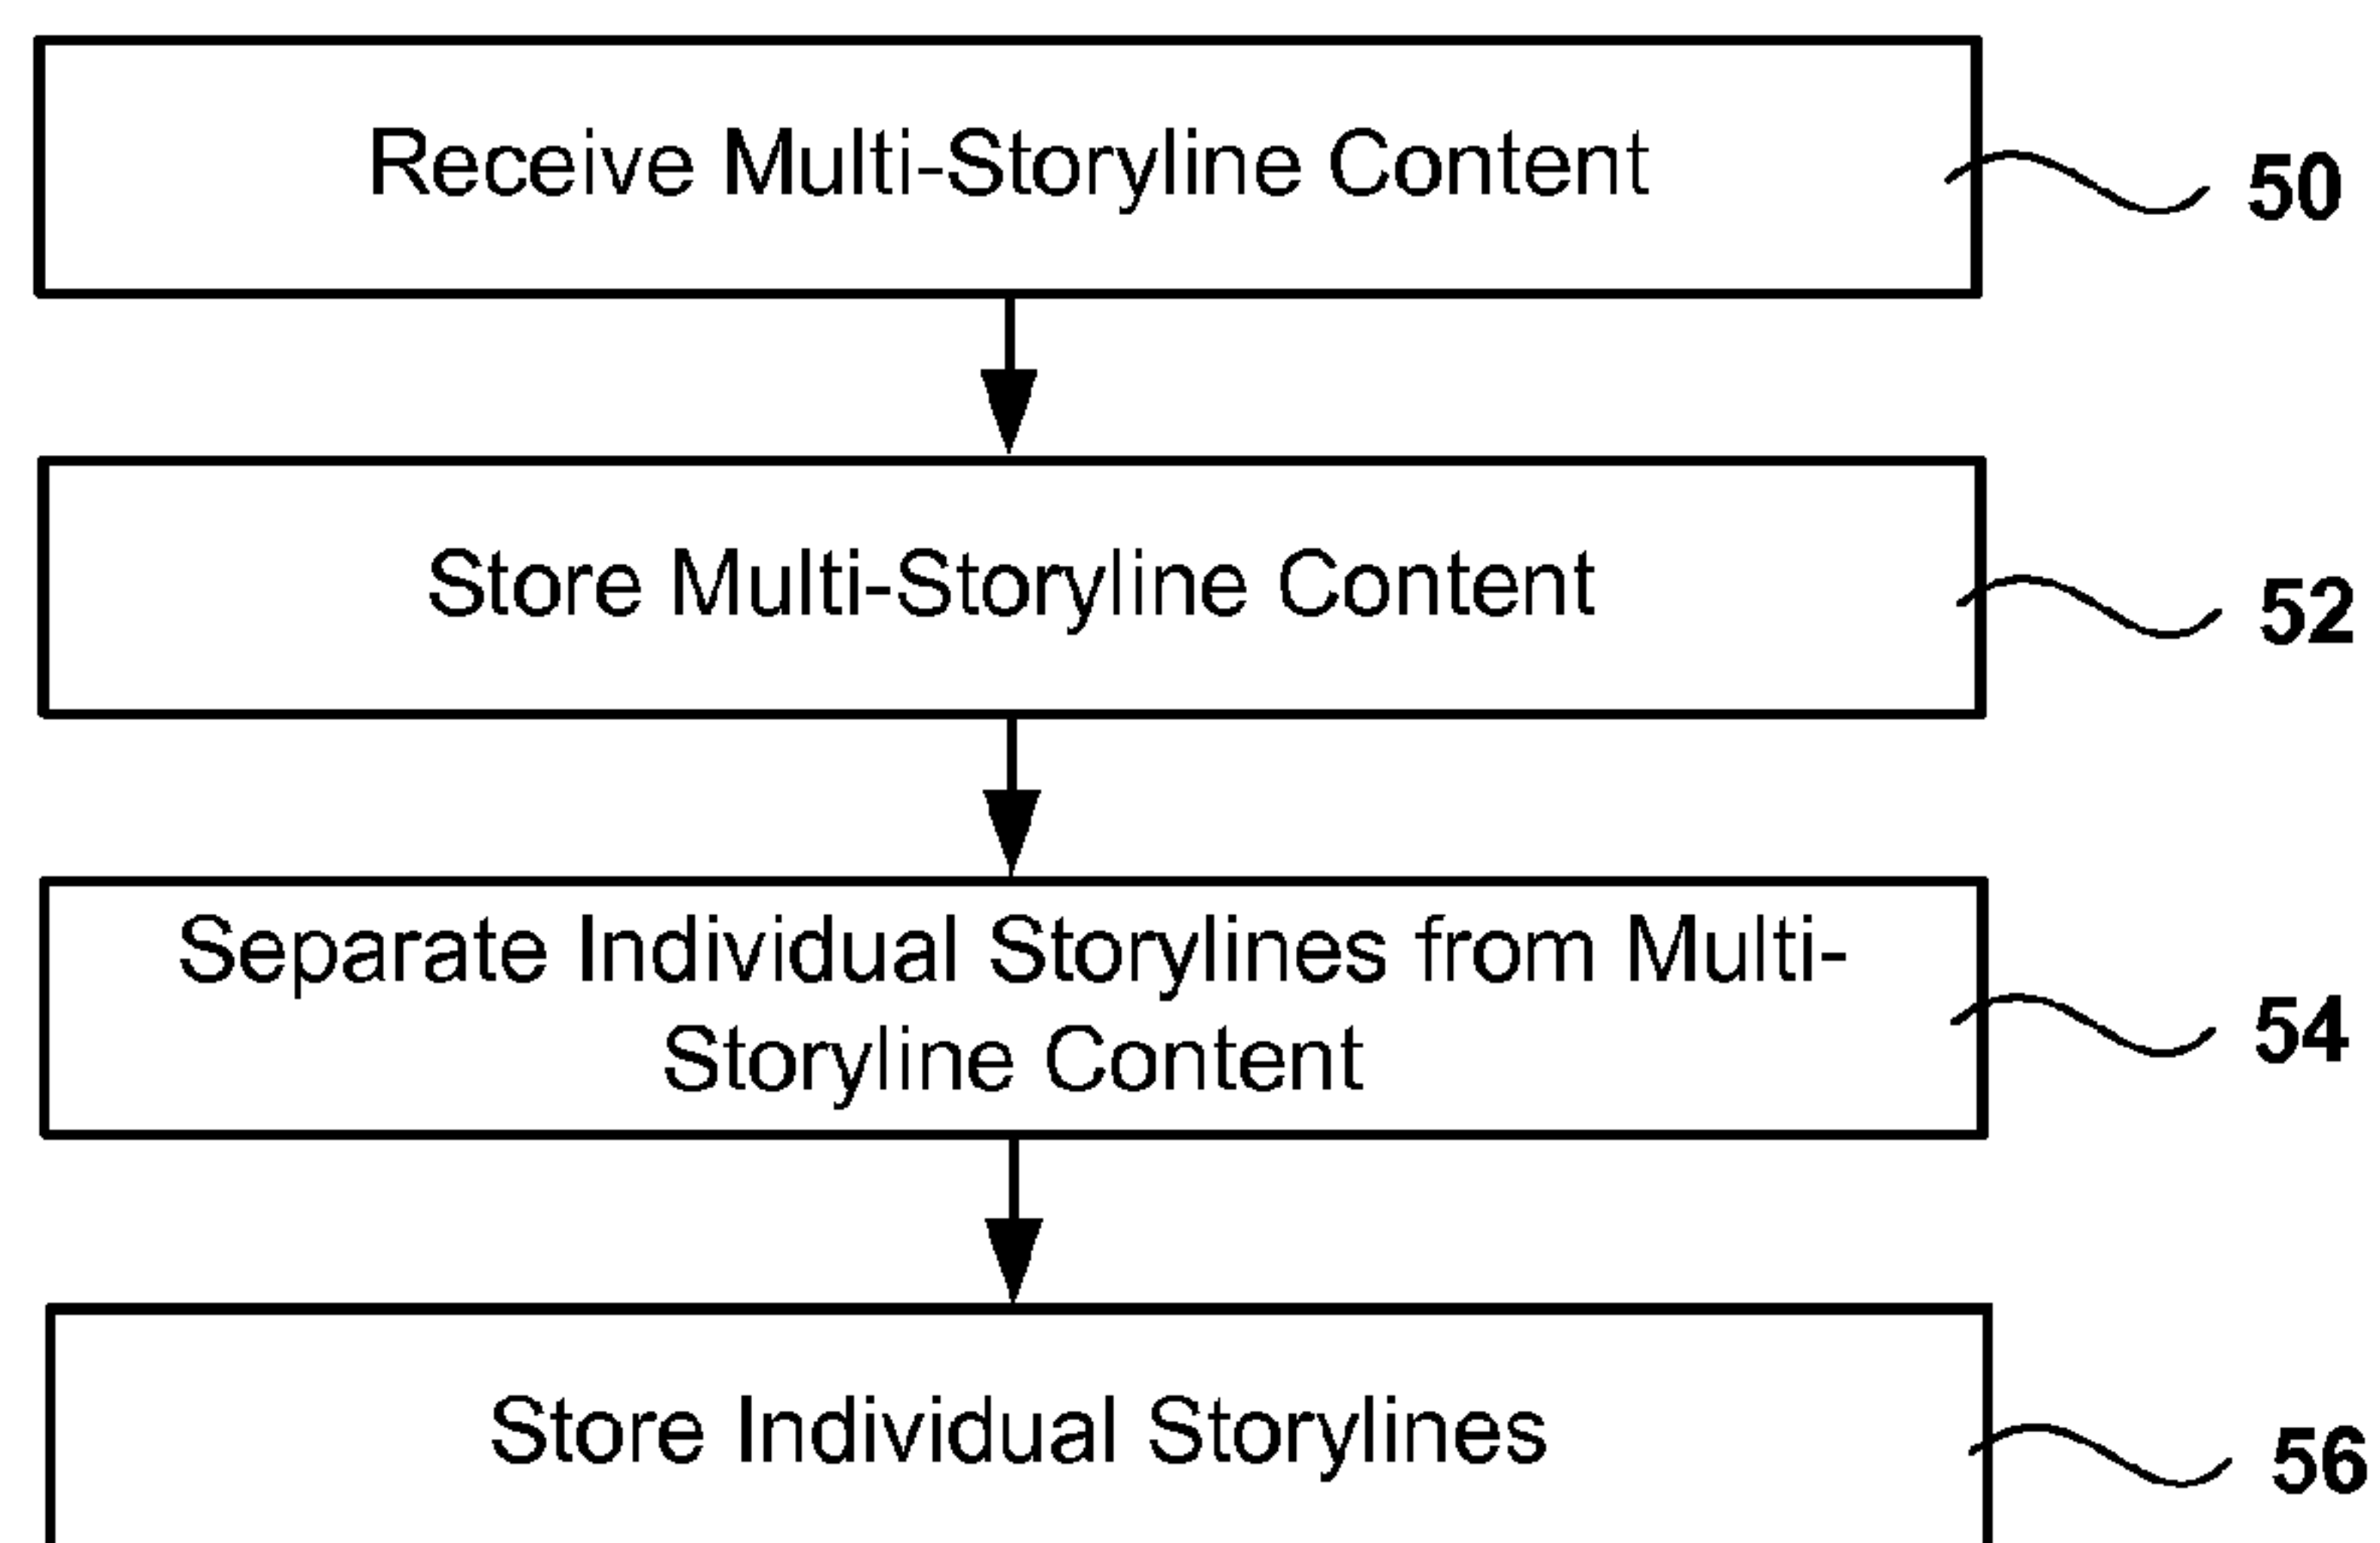 Receive Multi-Storyline Content
50
Store Multi-Storyline Content
52
Separate Individual Storylines from Multi-
Storyline Content
54
Store Individual Storylines
56